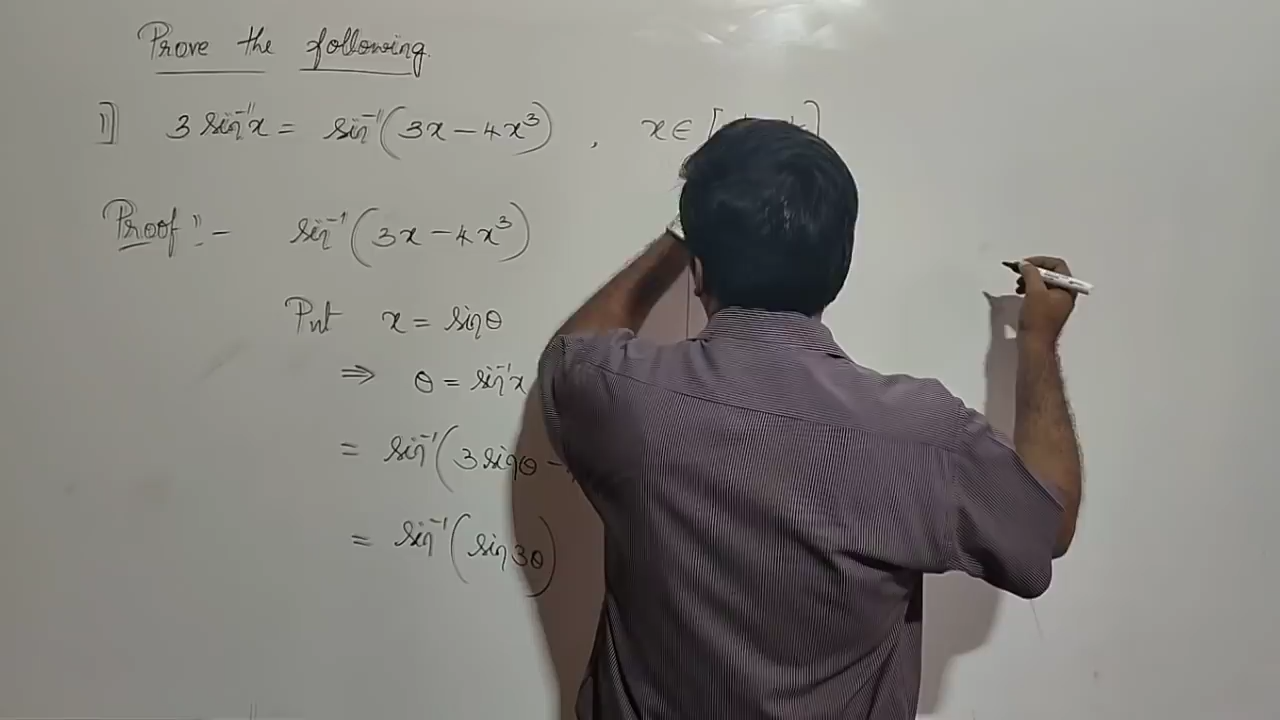 Prove the following.
1] 3 sin⁻¹x = sin⁻¹(3x − 4x³) , x ∈ [
Proof :- sin⁻¹(3x − 4x³)
Put x = sinθ
⇒ θ = sin⁻¹x
= sin⁻¹(3 sinθ −
= sin⁻¹(sin3θ)